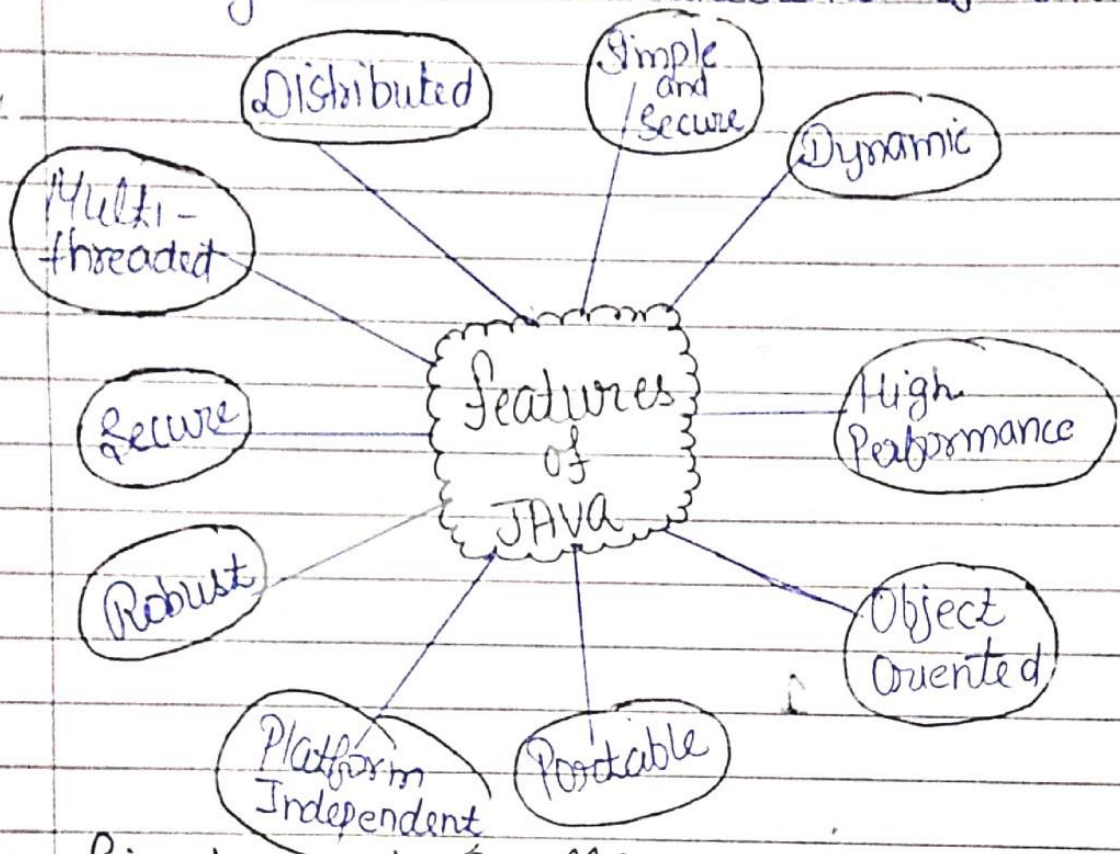 Distributed
Simple
and
Secure
Dynamic
Multi-
threaded
Features
of
JAVA
High
Performance
Secure
Robust
Object
Oriented
Platform
Independent
Portable